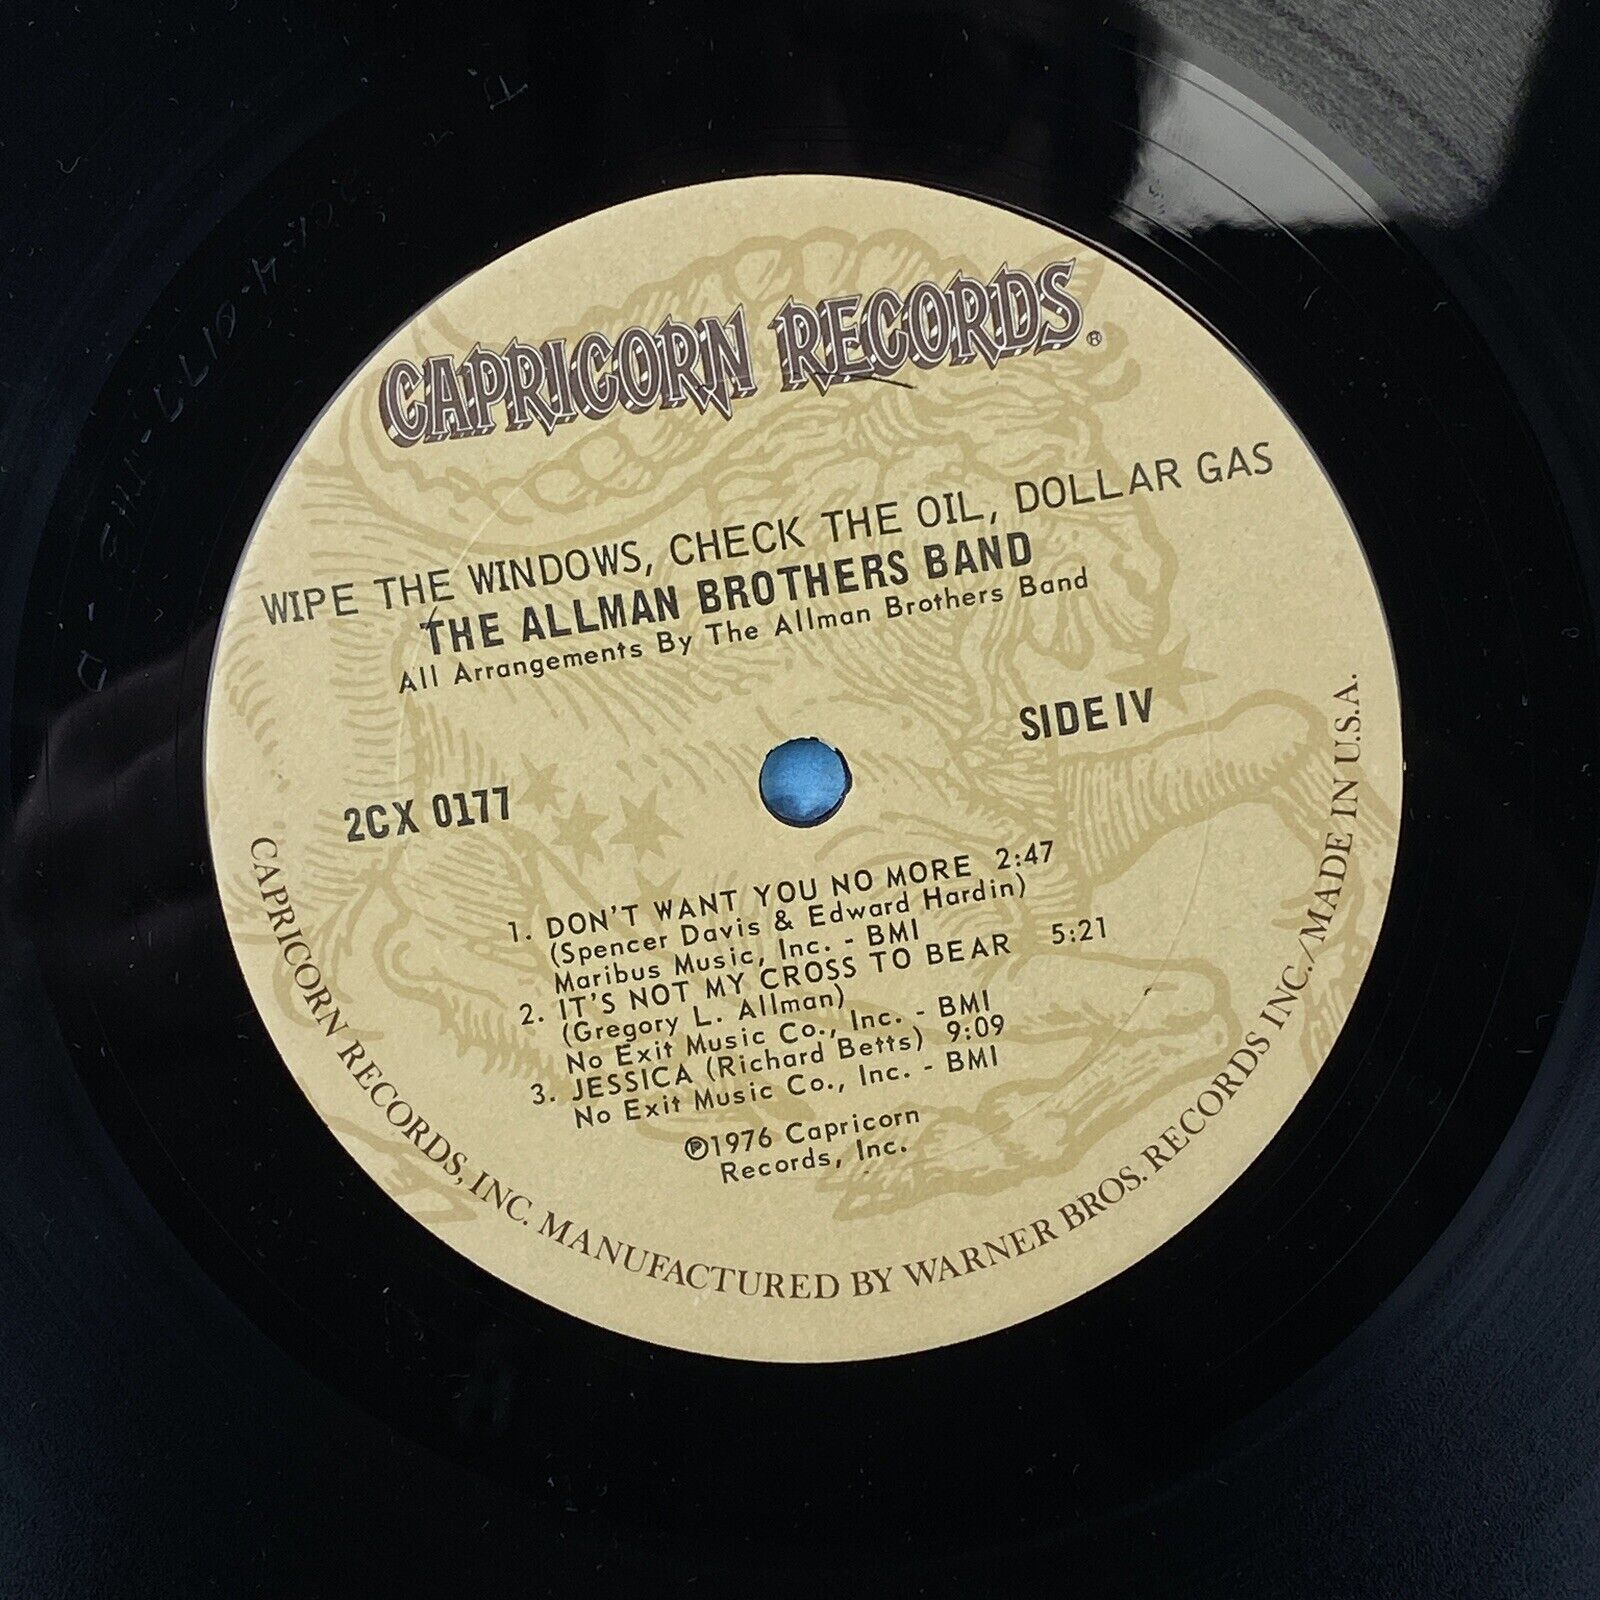 CAPRICORN RECORDS®
WIPE THE WINDOWS, CHECK THE OIL, DOLLAR GAS
THE ALLMAN BROTHERS BAND
All Arrangements By The Allman Brothers Band
SIDE IV
2CX 0177
1. DON'T WANT YOU NO MORE 2:47
(Spencer Davis & Edward Hardin)
Maribus Music, Inc. - BMI
2. IT'S NOT MY CROSS TO BEAR 5:21
(Gregory L. Allman)
No Exit Music Co., Inc. - BMI
3. JESSICA (Richard Betts) 9:09
No Exit Music Co., Inc. - BMI
℗1976 Capricorn
Records, Inc.
CAPRICORN RECORDS, INC. MANUFACTURED BY WARNER BROS. RECORDS INC./MADE IN U.S.A.